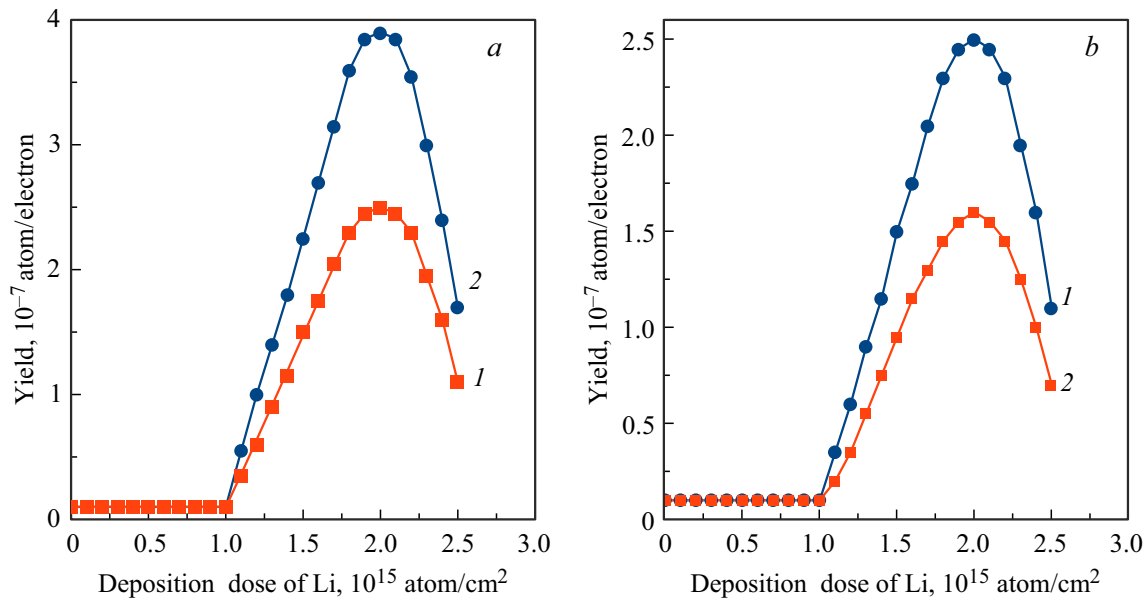 a
4
3
2
1
0
Yield, 10⁻⁷ atom/electron
2
1
0 0.5 1.0 1.5 2.0 2.5 3.0
Deposition dose of Li, 10¹⁵ atom/cm²
b
2.5
2.0
1.5
1.0
0.5
0
Yield, 10⁻⁷ atom/electron
1
2
0 0.5 1.0 1.5 2.0 2.5 3.0
Deposition dose of Li, 10¹⁵ atom/cm²